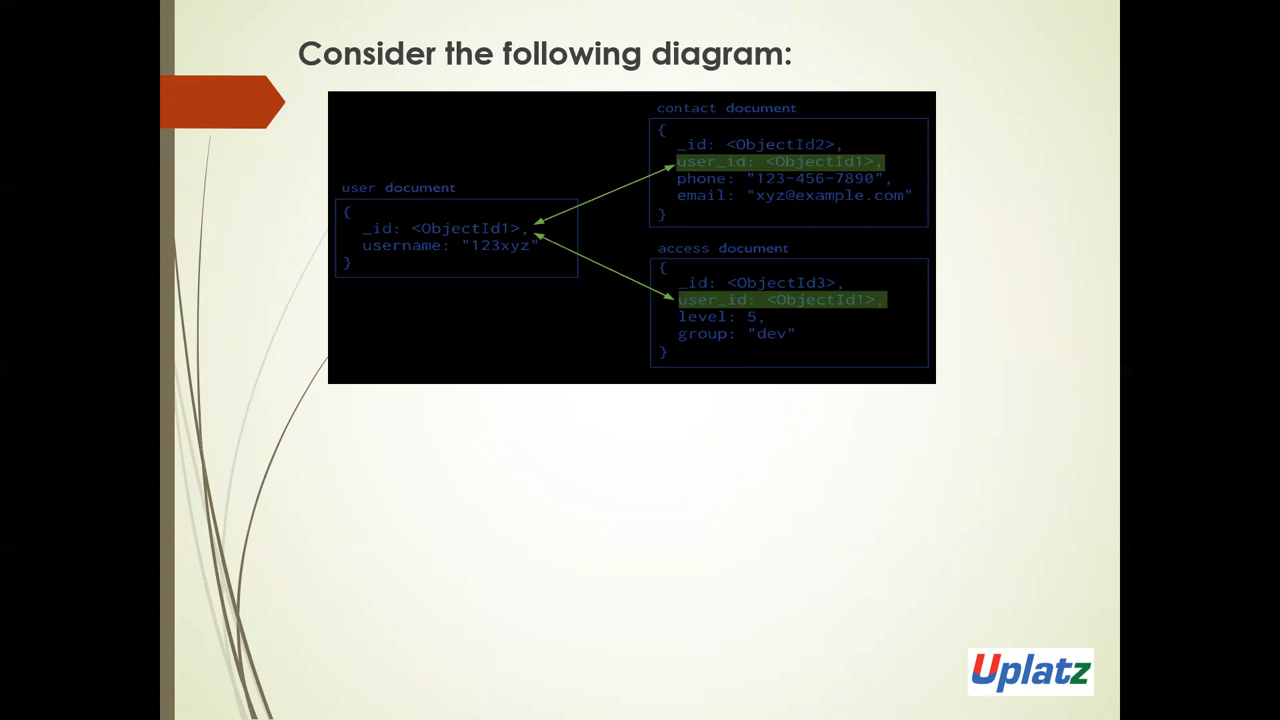 Consider the following diagram:
contact document
{
_id: <ObjectId2>,
user_id: <ObjectId1>,
phone: "123-456-7890",
email: "xyz@example.com"
}
user document
{
_id: <ObjectId1>,
username: "123xyz"
}
access document
{
_id: <ObjectId3>,
user_id: <ObjectId1>,
level: 5,
group: "dev"
}
Uplatz